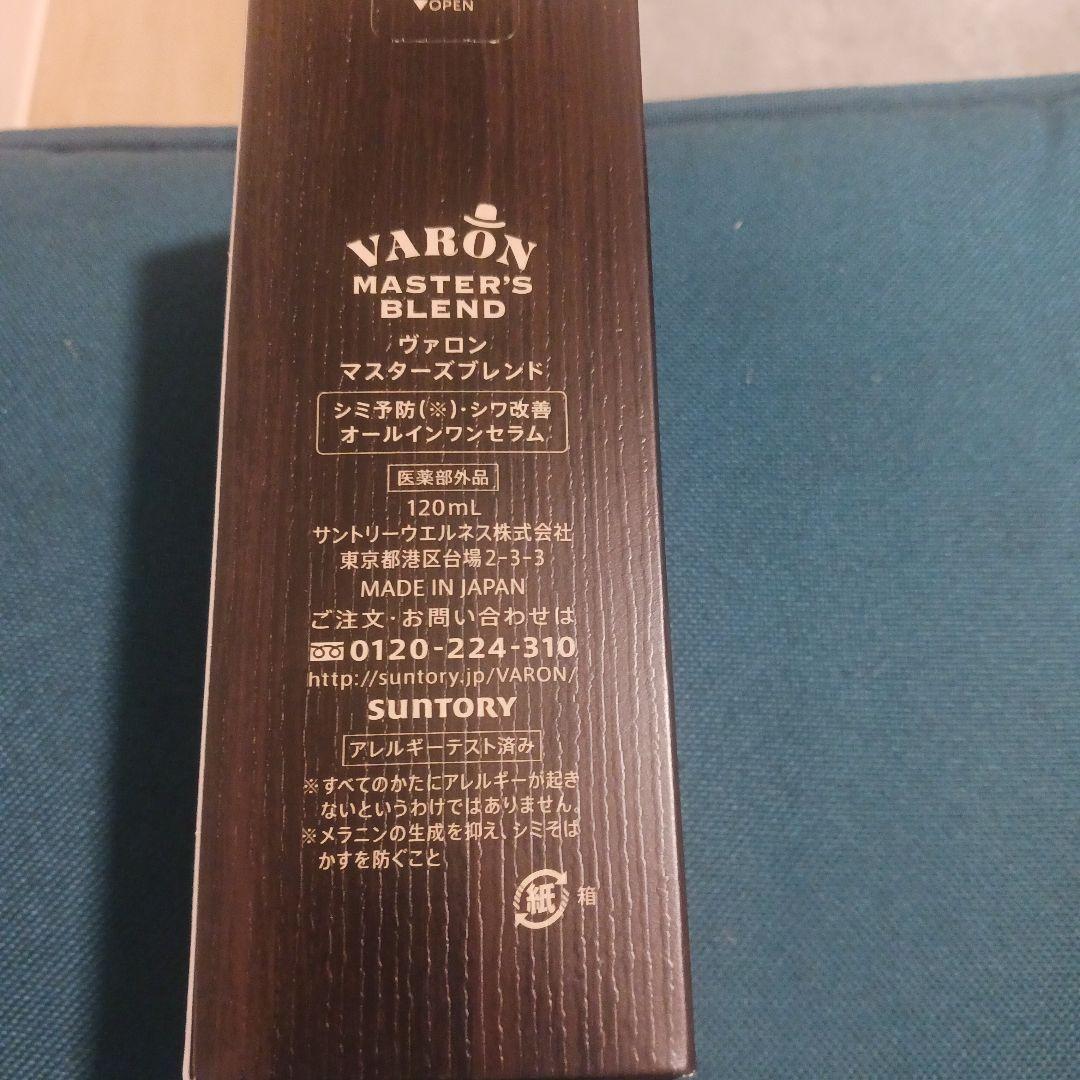 ▼OPEN
VARON
MASTER'S
BLEND
ヴァロン
マスターズブレンド
シミ予防(※)・シワ改善
オールインワンセラム
医薬部外品
120mL
サントリーウエルネス株式会社
東京都港区台場2-3-3
MADE IN JAPAN
ご注文・お問い合わせは
0120-224-310
http://suntory.jp/VARON/
SUNTORY
アレルギーテスト済み
※すべてのかたにアレルギーが起き
ないというわけではありません。
※メラニンの生成を抑え、シミそば
かすを防ぐこと
紙 箱